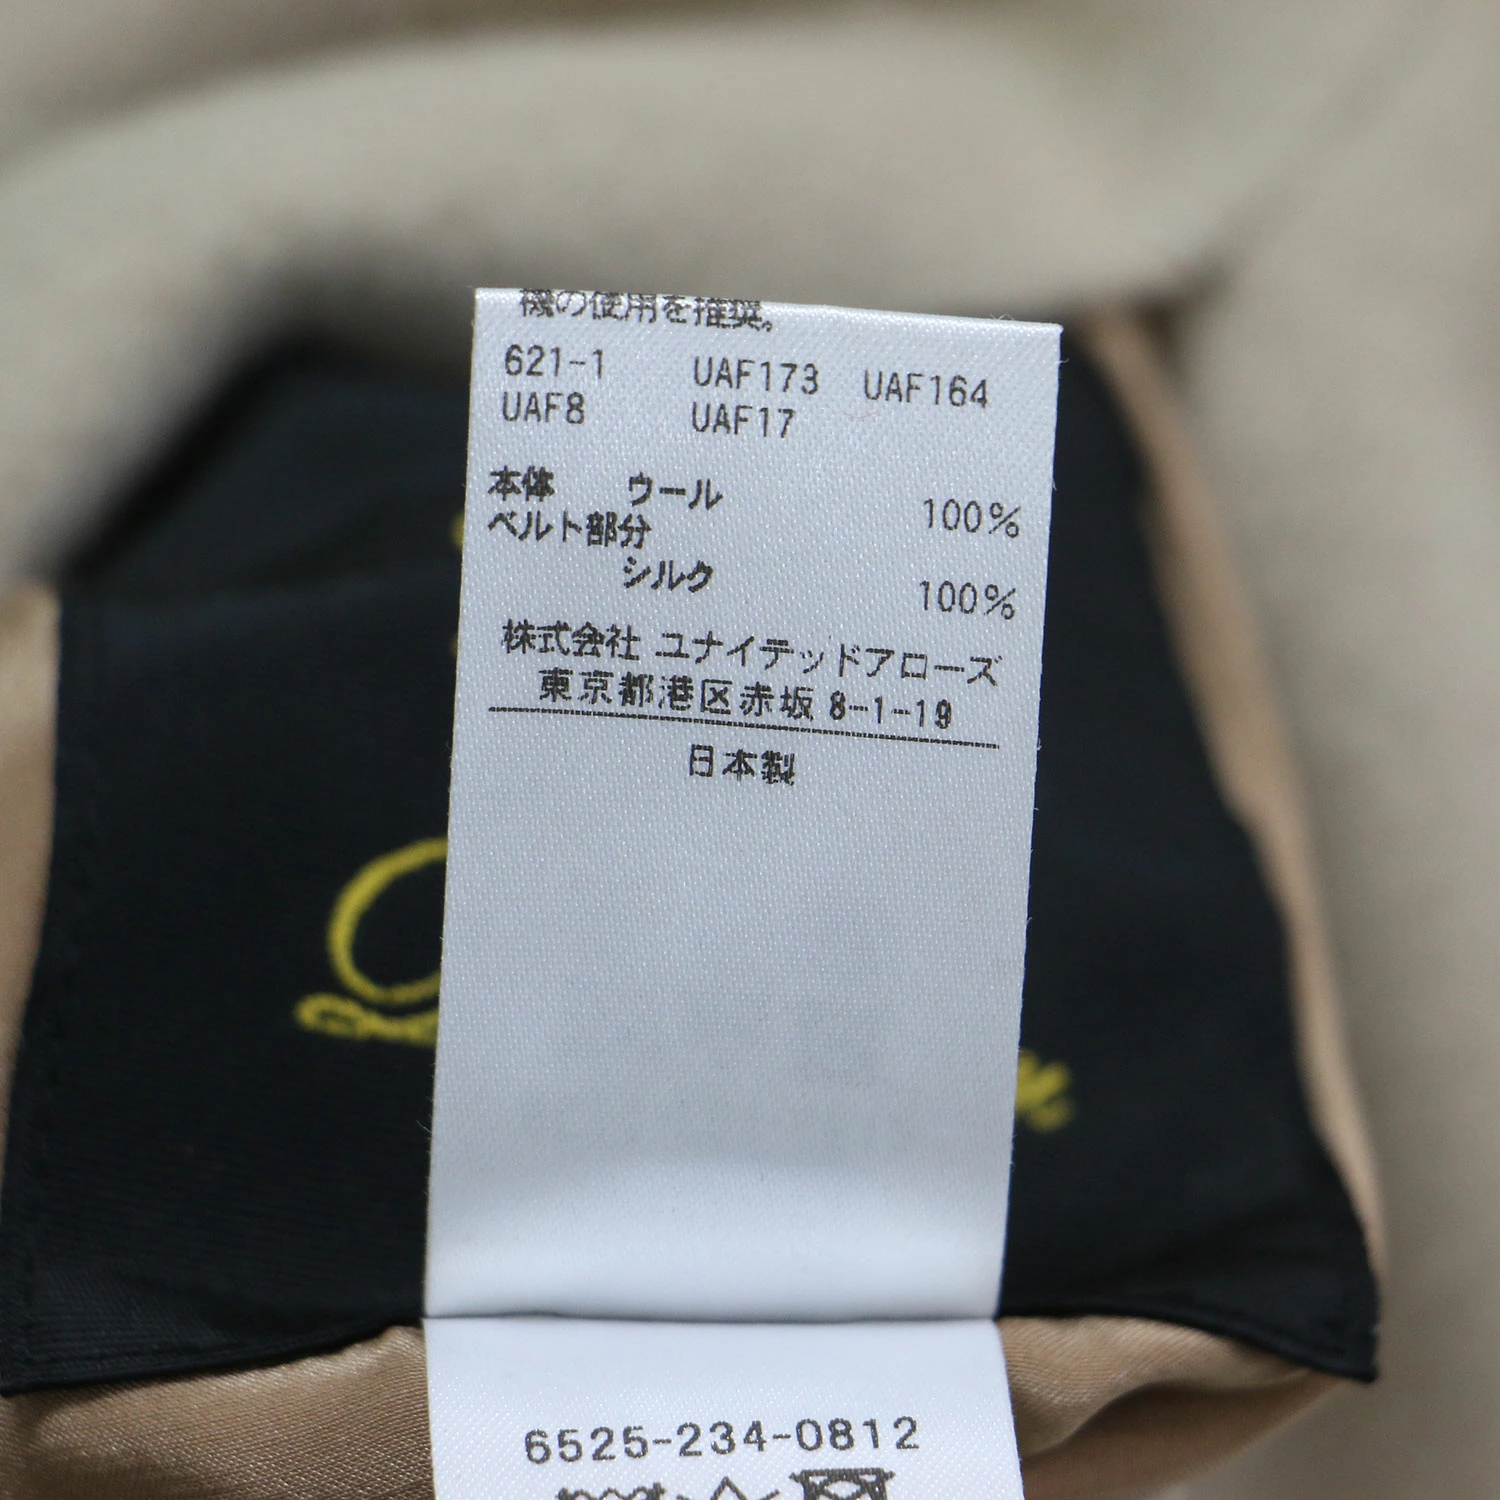 機の使用を推奨。
621-1 UAF173 UAF164
UAF8 UAF17
本体 ウール 100%
ベルト部分
シルク 100%
株式会社 ユナイテッドアローズ
東京都港区赤坂 8-1-19
日本製
6525-234-0812